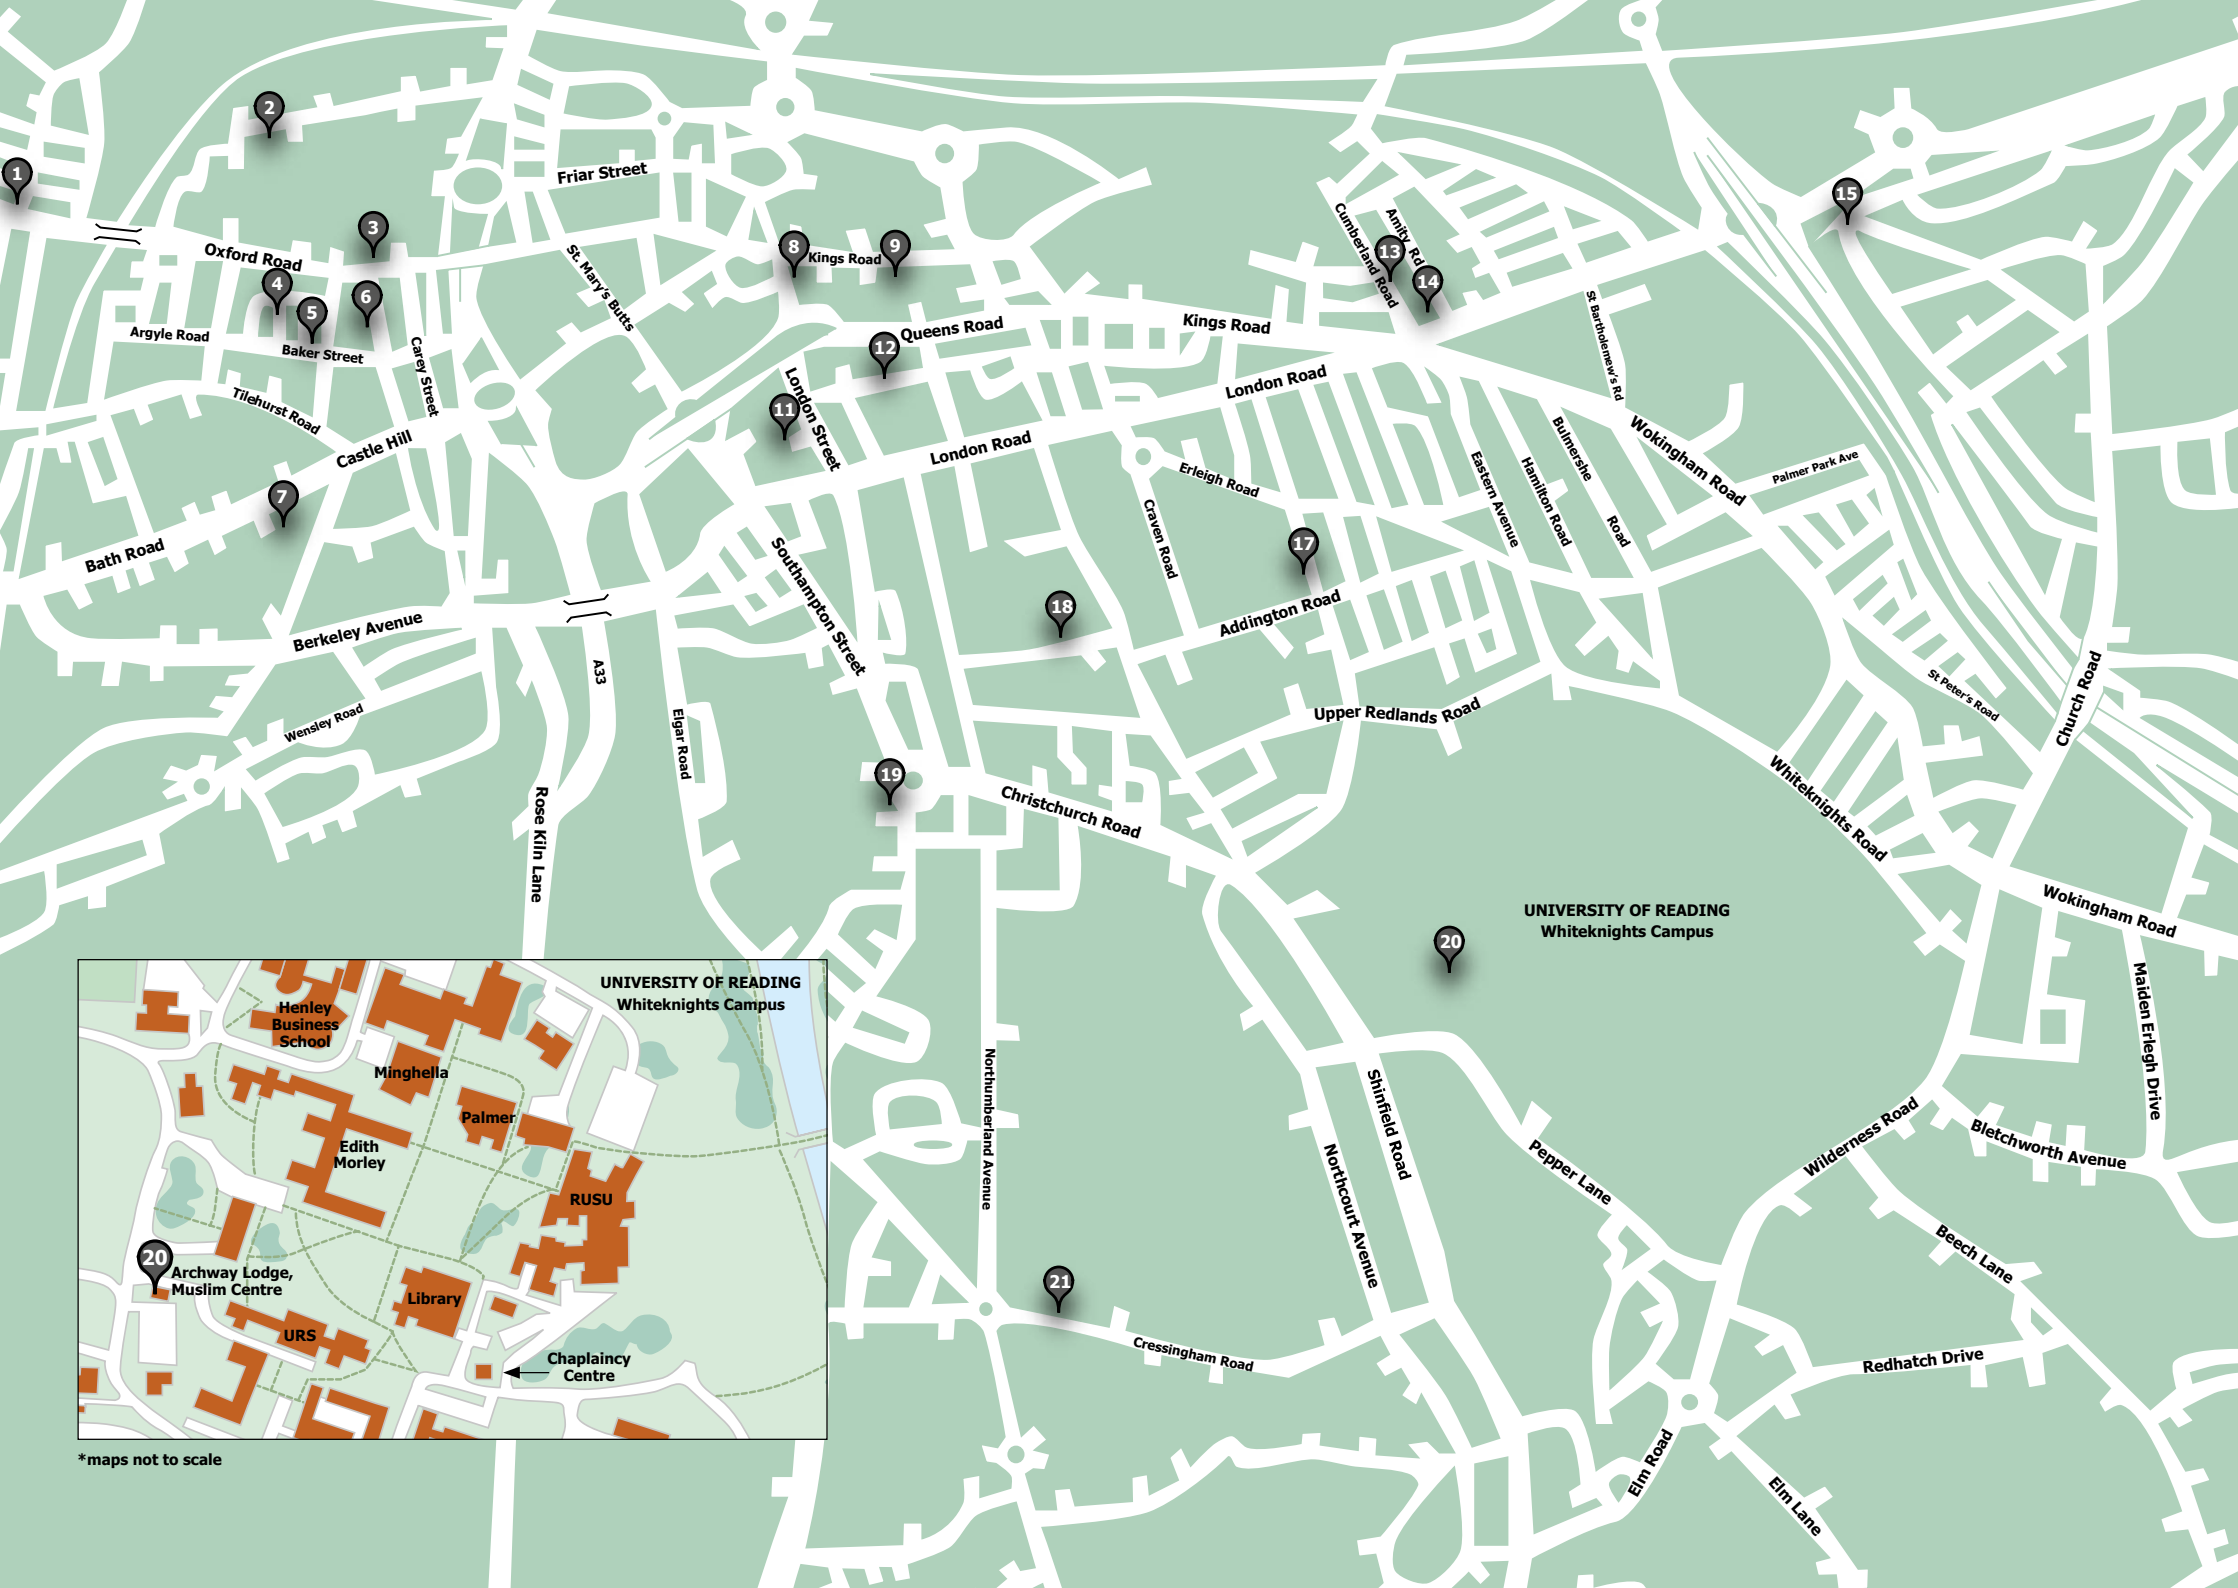 2
1
15
Friar Street
Cumberland Road
Amity Rd
3
8
Kings Road
9
13
14
Oxford Road
4
5
6
St. Mary's Butts
St Bartholemew's Rd
Argyle Road
Baker Street
Carey Street
Queens Road
12
Kings Road
London Road
London Street
11
Tilehurst Road
Castle Hill
London Road
Erleigh Road
Eastern Avenue
Hamilton Road
Bulmershe
Road
Wokingham Road
Palmer Park Ave
7
Bath Road
Craven Road
17
18
Southampton Street
Addington Road
Berkeley Avenue
A33
Wensley Road
Elgar Road
Upper Redlands Road
St Peter's Road
Church Road
19
Rose Kiln Lane
Christchurch Road
Whiteknights Road
UNIVERSITY OF READING
Whiteknights Campus
20
Wokingham Road
Maiden Erlegh Drive
Northumberland Avenue
Shinfield Road
Northcourt Avenue
Pepper Lane
Wilderness Road
Bletchworth Avenue
Beech Lane
21
Cressingham Road
Redhatch Drive
Elm Road
Elm Lane
UNIVERSITY OF READING
Whiteknights Campus
Henley
Business
School
Minghella
Palmer
Edith
Morley
RUSU
20
Archway Lodge,
Muslim Centre
Library
URS
Chaplaincy
Centre
*maps not to scale